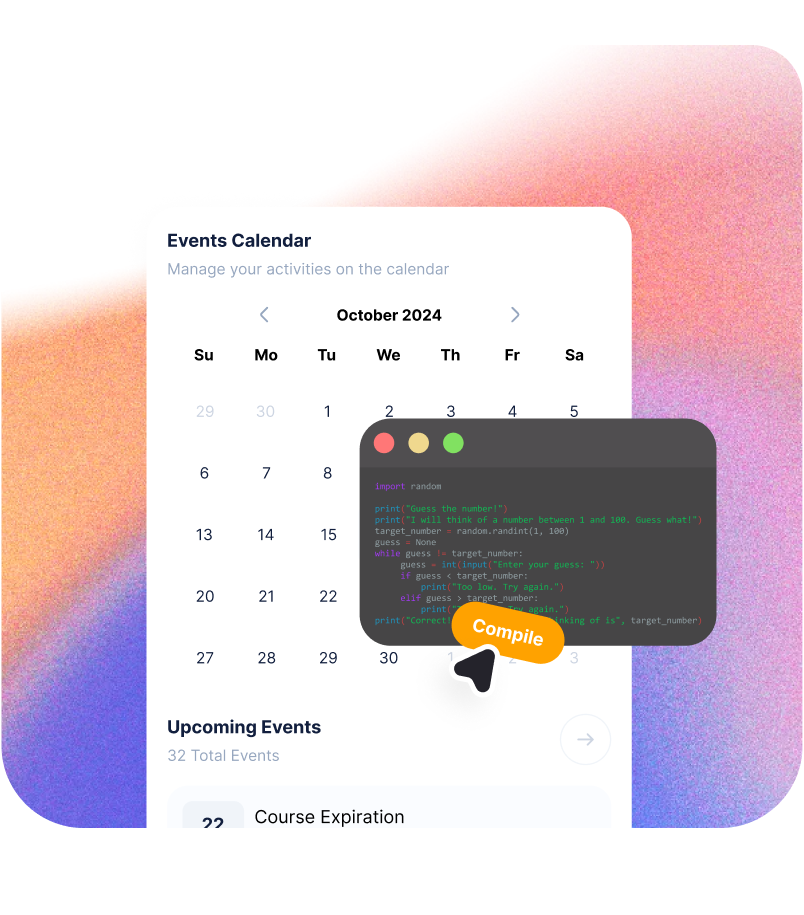 Events Calendar
Manage your activities on the calendar
October 2024
Su Mo Tu We Th Fr Sa
29 30 1 2 3 4 5
6 7 8
13 14 15
20 21 22
27 28 29 30 1 2 3
import random
print("Guess the number!")
print("I will think of a number between 1 and 100. Guess what!")
target_number = random.randint(1, 100)
guess = None
while guess != target_number:
guess = int(input("Enter your guess: "))
if guess < target_number:
print("Too low. Try again.")
elif guess > target_number:
print(" Try again.")
print("Correct! of is", target_number)
Compile
Upcoming Events
32 Total Events
22 Course Expiration